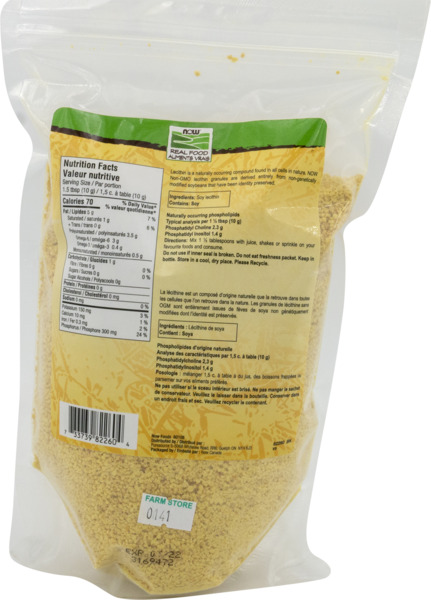 NOW
REAL FOOD
ALIMENTS VRAIS
Nutrition Facts
Valeur nutritive
Serving Size / Par portion
1.5 tbsp (10 g) / 1,5 c. à table (10 g)
Calories 70
% Daily Value*
% valeur quotidienne*
Fat / Lipides 5 g 7 %
Saturated / saturés 1 g
+ Trans / trans 0 g 5 %
Polyunsaturated / polyinsaturés 3.5 g
Omega-6 / oméga-6 3 g
Omega-3 / oméga-3 0.4 g
Monounsaturated / monoinsaturés 0.5 g
Carbohydrate / Glucides 1 g
Fibre / Fibres 0 g 0 %
Sugars / Sucres 0 g 0 %
Sugar Alcohols / Polyalcools 0g
Protein / Protéines 0 g
Cholesterol / Cholestérol 0 mg
Sodium 0 mg 0 %
Potassium 150 mg 3 %
Calcium 10 mg 1 %
Iron / Fer 0.3 mg 2 %
Phosphorus / Phosphore 300 mg 24 %
Lecithin is a naturally occurring compound found in all cells in nature. NOW
Non-GMO lecithin granules are derived entirely from non-genetically
modified soybeans that have been identity preserved.
Ingredients: Soy lecithin
Contains: Soy
Naturally occurring phospholipids
Typical analysis per 1 ½ tbsp (10 g)
Phosphatidyl Choline 2.3 g
Phosphatidyl Inositol 1.4 g
Directions: Mix 1 ½ tablespoons with juice, shakes or sprinkle on your
favourite foods and consume.
Do not use if inner seal is broken. Do not eat freshness packet. Keep in
bottle. Store in a cool, dry place. Please Recycle.
La lécithine est un composé d'origine naturelle que la retrouve dans toutes
les cellules que l'on retrouve dans la nature. Les granules de lécithine sans
OGM sont entièrement issues de fèves de soya non génétiquement
modifiées dont l'identité est préservée.
Ingrédients : Lécithine de soya
Contient : Soya
Phospholipides d'origine naturelle
Analyse des caractéristiques par 1,5 c. à table (10 g)
Phosphatidylcholine 2,3 g
Phosphatidylinositol 1,4 g
Posologie : mélanger 1,5 c. à table à du jus, des boissons frappées, ou
parsemer sur vos aliments préférés.
Ne pas utiliser si le sceau intérieur est brisé. Ne pas manger le sachet
de conservateur. Veuillez le laisser dans la bouteille. Conserver dans
un endroit frais et sec. Veuillez recycler le contenant.
7 33739 82260 6
FARM STORE
0141